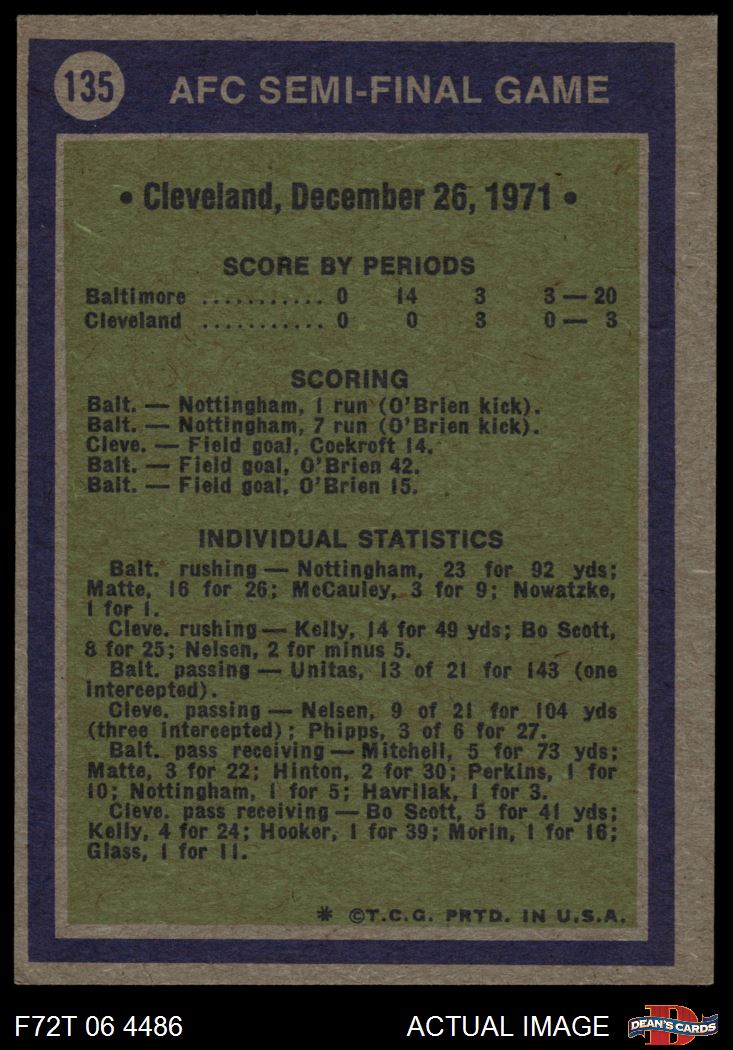 135 AFC SEMI-FINAL GAME
• Cleveland, December 26, 1971 •
SCORE BY PERIODS
Baltimore ........... 0 14 3 3 — 20
Cleveland ........... 0 0 3 0 — 3
SCORING
Balt. — Nottingham, 1 run (O'Brien kick).
Balt. — Nottingham, 7 run (O'Brien kick).
Cleve. — Field goal, Cockroft 14.
Balt. — Field goal, O'Brien 42.
Balt. — Field goal, O'Brien 15.
INDIVIDUAL STATISTICS
Balt. rushing — Nottingham, 23 for 92 yds;
Matte, 16 for 26; McCauley, 3 for 9; Nowatzke,
1 for 1.
Cleve. rushing — Kelly, 14 for 49 yds; Bo Scott,
8 for 25; Nelsen, 2 for minus 5.
Balt. passing — Unitas, 13 of 21 for 143 (one
intercepted).
Cleve. passing — Nelsen, 9 of 21 for 104 yds
(three intercepted); Phipps, 3 of 6 for 27.
Balt. pass receiving — Mitchell, 5 for 73 yds;
Matte, 3 for 22; Hinton, 2 for 30; Perkins, 1 for
10; Nottingham, 1 for 5; Havrilak, 1 for 3.
Cleve. pass receiving — Bo Scott, 5 for 41 yds;
Kelly, 4 for 24; Hooker, 1 for 39; Morin, 1 for 16;
Glass, 1 for 11.
* ©T.C.G. PRTD. IN U.S.A.
F72T 06 4486 ACTUAL IMAGE D DEAN'S CARDS